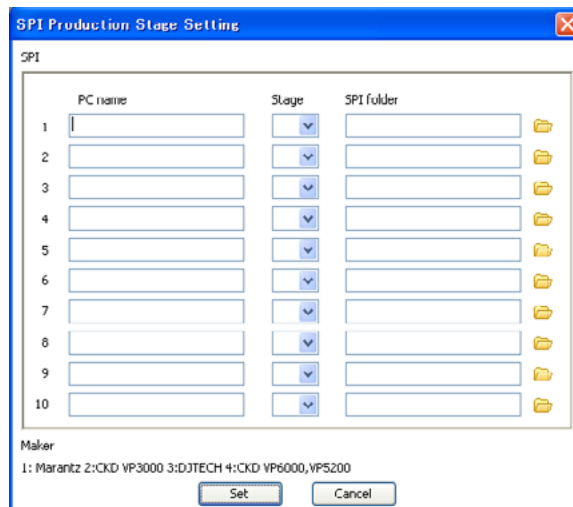 SPI Production Stage Setting
SPI
PC name Stage SPI folder
1
2
3
4
5
6
7
8
9
10
Maker
1: Marantz 2:CKD VP3000 3:DJTECH 4:CKD VP6000,VP5200
Set Cancel